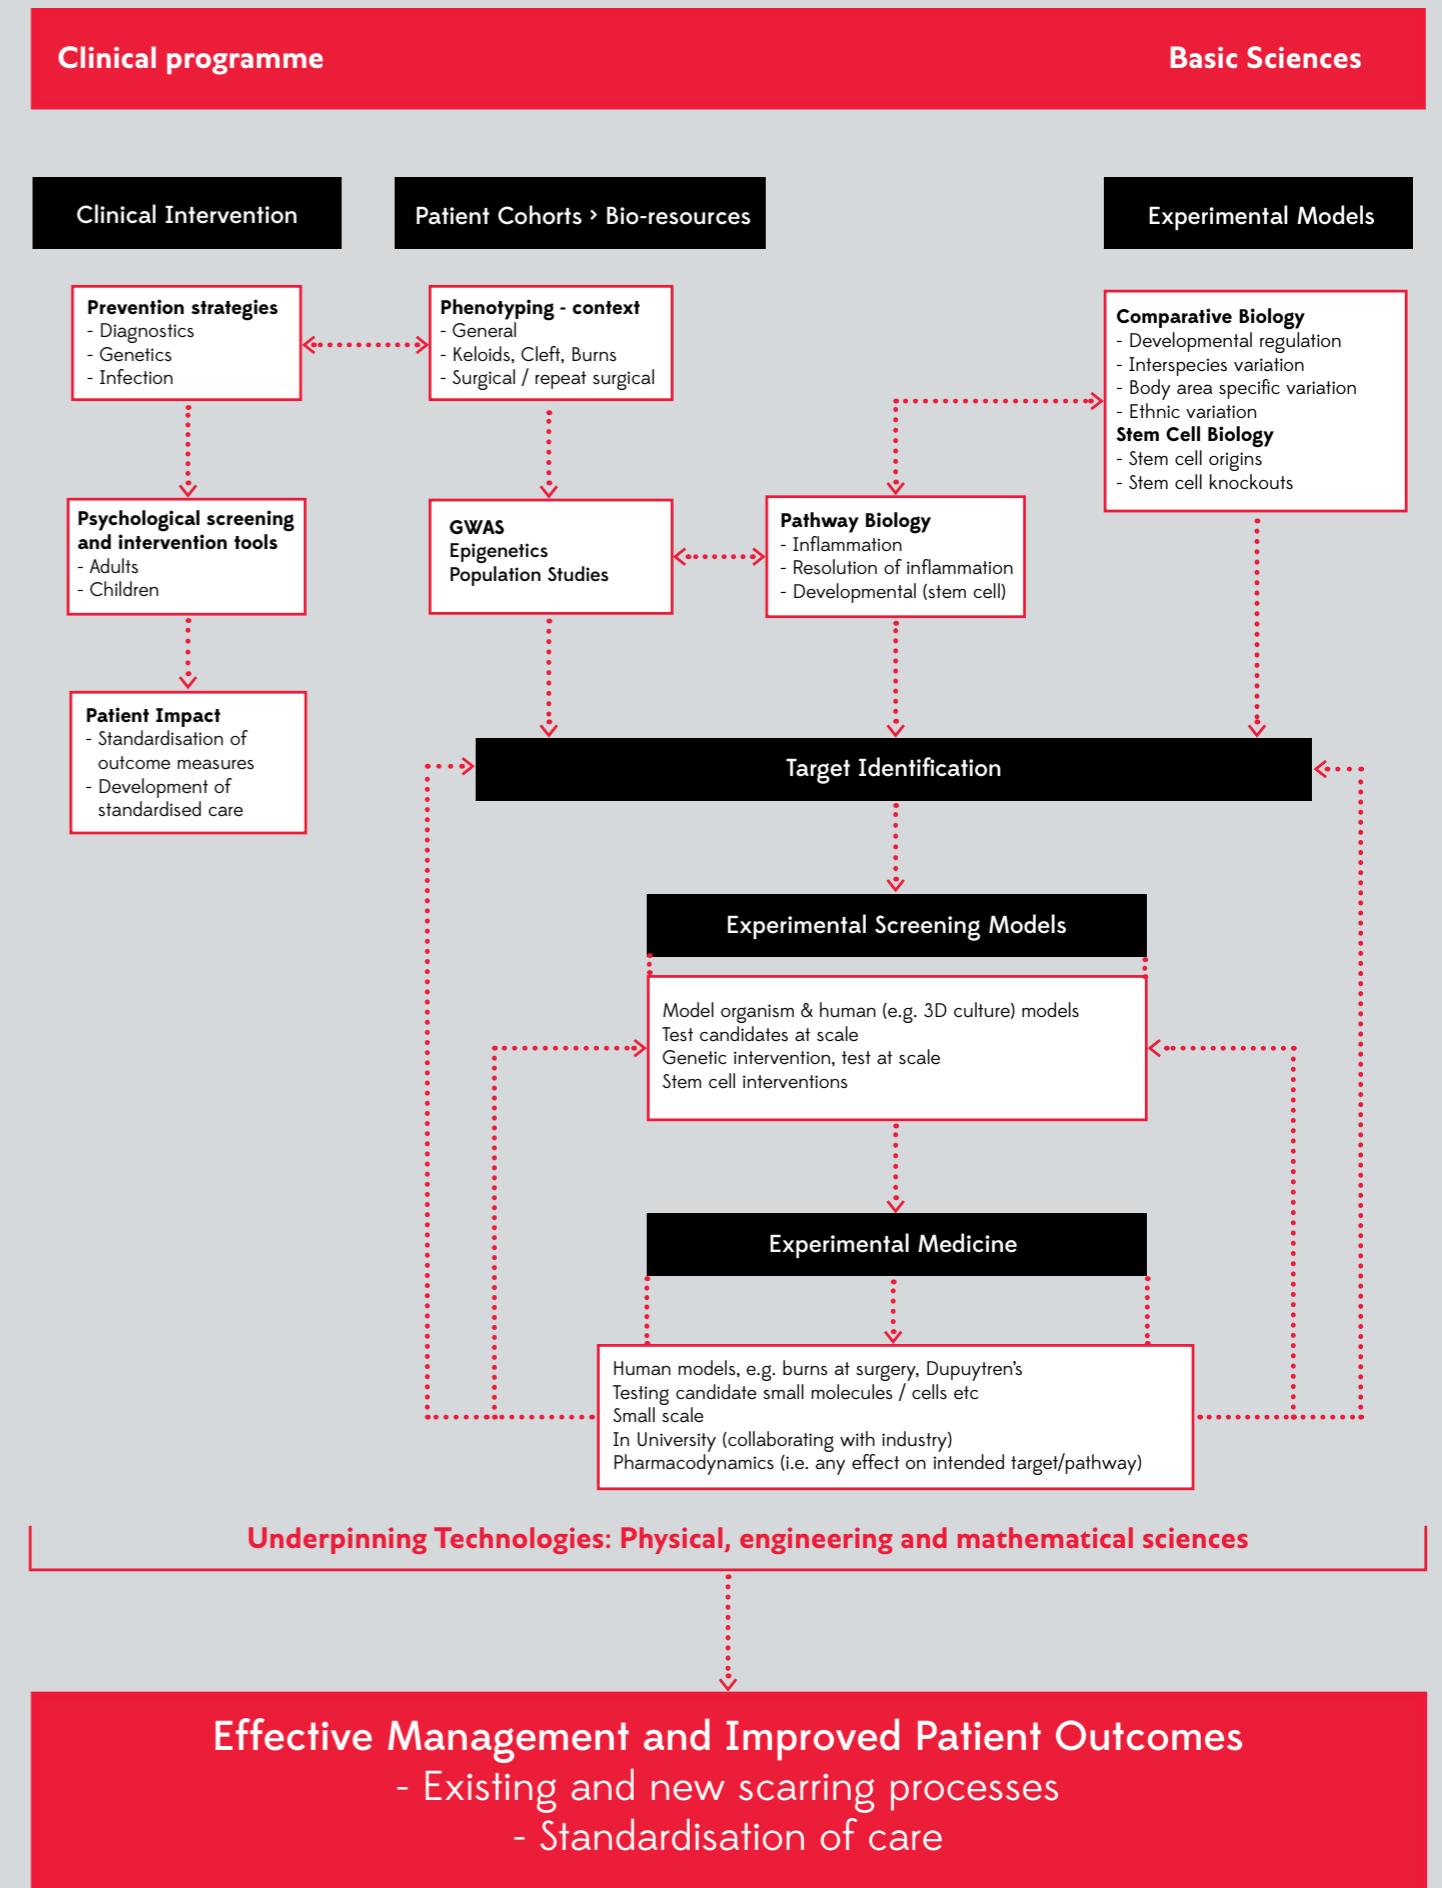 Clinical programme
Basic Sciences
Clinical Intervention
Patient Cohorts > Bio-resources
Experimental Models
Prevention strategies
- Diagnostics
- Genetics
- Infection
Phenotyping - context
- General
- Keloids, Cleft, Burns
- Surgical / repeat surgical
Comparative Biology
- Developmental regulation
- Interspecies variation
- Body area specific variation
- Ethnic variation
Stem Cell Biology
- Stem cell origins
- Stem cell knockouts
Psychological screening
and intervention tools
- Adults
- Children
GWAS
Epigenetics
Population Studies
Pathway Biology
- Inflammation
- Resolution of inflammation
- Developmental (stem cell)
Patient Impact
- Standardisation of
outcome measures
- Development of
standardised care
Target Identification
Experimental Screening Models
Model organism & human (e.g. 3D culture) models
Test candidates at scale
Genetic intervention, test at scale
Stem cell interventions
Experimental Medicine
Human models, e.g. burns at surgery, Dupuytren's
Testing candidate small molecules / cells etc
Small scale
In University (collaborating with industry)
Pharmacodynamics (i.e. any effect on intended target/pathway)
Underpinning Technologies: Physical, engineering and mathematical sciences
Effective Management and Improved Patient Outcomes
- Existing and new scarring processes
- Standardisation of care